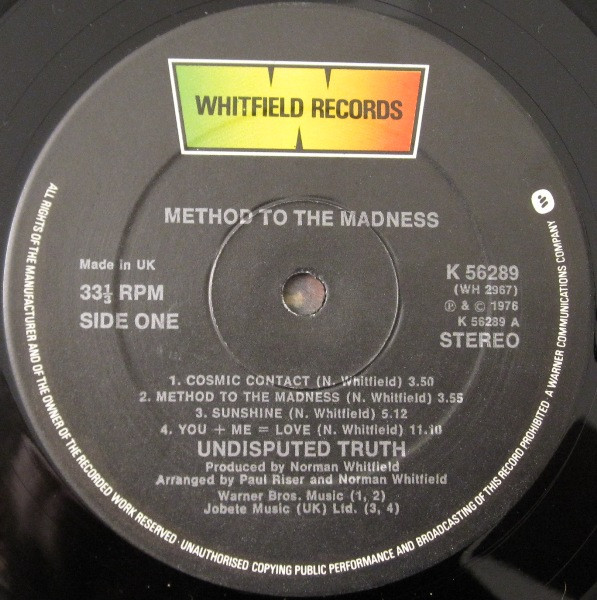 WHITFIELD RECORDS
METHOD TO THE MADNESS
Made in UK
33⅓ RPM
SIDE ONE
K 56289
(WH 2967)
℗ & © 1976
K 56289 A
STEREO
1. COSMIC CONTACT (N. Whitfield) 3.50
2. METHOD TO THE MADNESS (N. Whitfield) 3.55
3. SUNSHINE (N. Whitfield) 5.12
4. YOU + ME = LOVE (N. Whitfield) 11.10
UNDISPUTED TRUTH
Produced by Norman Whitfield
Arranged by Paul Riser and Norman Whitfield
Warner Bros. Music (1, 2)
Jobete Music (UK) Ltd. (3, 4)
ALL RIGHTS OF THE MANUFACTURER AND OF THE OWNER OF THE RECORDED WORK RESERVED · UNAUTHORISED COPYING PUBLIC PERFORMANCE AND BROADCASTING OF THIS RECORD PROHIBITED A WARNER COMMUNICATIONS COMPANY